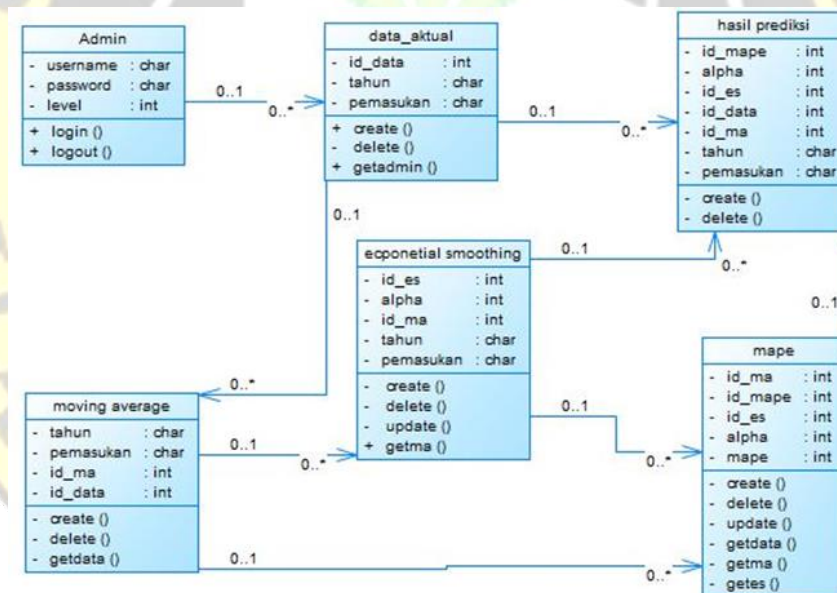 Admin
- username : char
- password : char
- level : int
+ login ()
+ logout ()
0..1
0..*
data_aktual
- id_data : int
- tahun : char
- pemasukan : char
+ create ()
- delete ()
+ getadmin ()
0..1
0..*
hasil prediksi
- id_mape : int
- alpha : int
- id_es : int
- id_data : int
- id_ma : int
- tahun : char
- pemasukan : char
- create ()
- delete ()
0..1
0..*
ecponetial smoothing
- id_es : int
- alpha : int
- id_ma : int
- tahun : char
- pemasukan : char
- create ()
- delete ()
- update ()
+ getma ()
0..1
0..*
0..1
0..1
0..*
moving average
- tahun : char
- pemasukan : char
- id_ma : int
- id_data : int
- create ()
- delete ()
- getdata ()
0..1
0..*
0..1
0..*
mape
- id_ma : int
- id_mape : int
- id_es : int
- alpha : int
- mape : int
- create ()
- delete ()
- update ()
- getdata ()
- getma ()
- getes ()